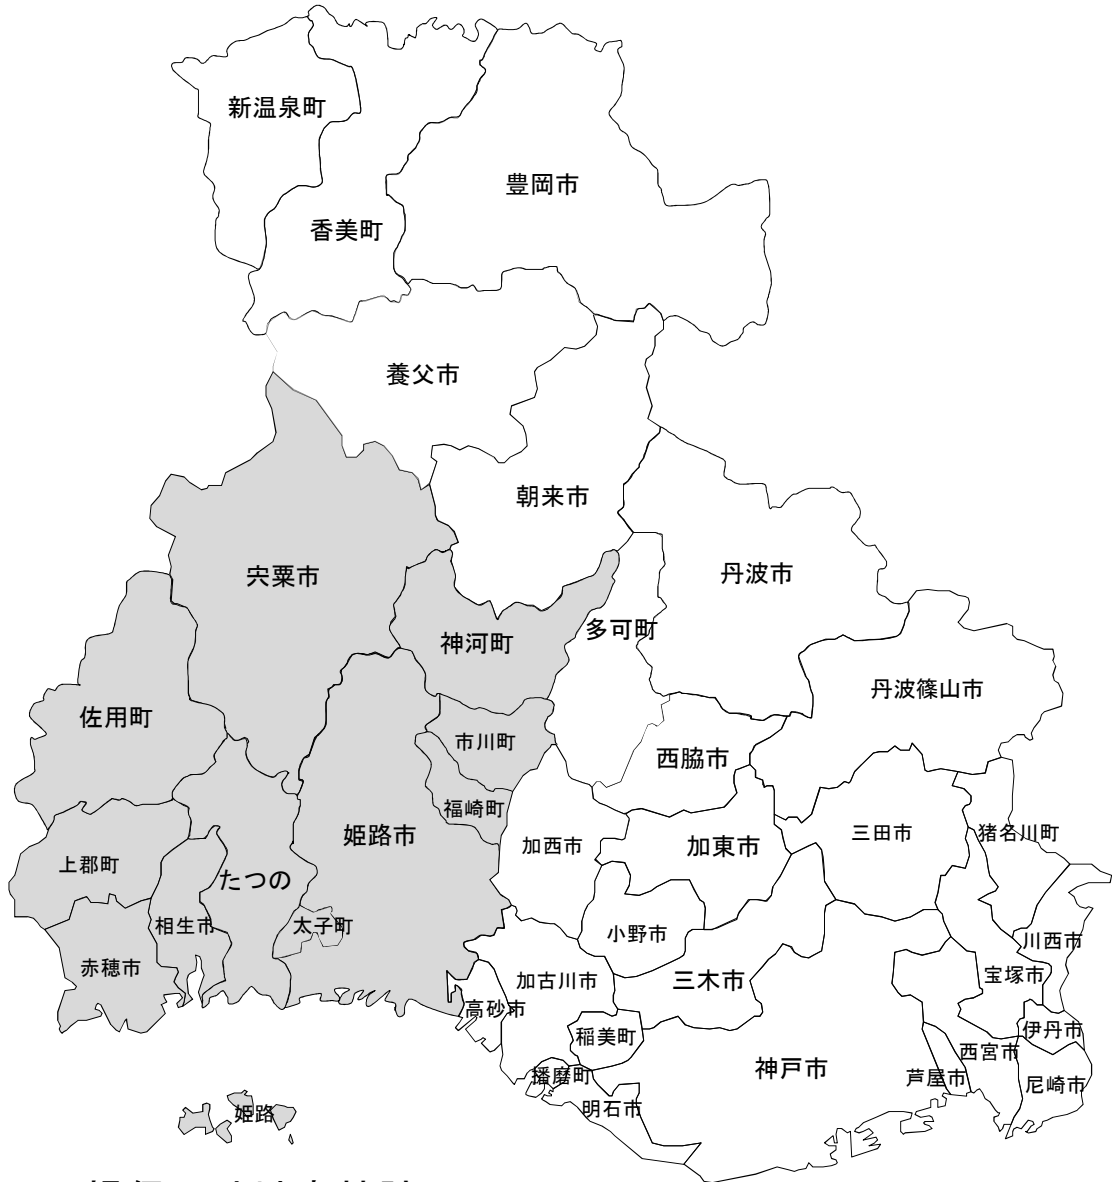 新温泉町
豊岡市
香美町
養父市
朝来市
宍粟市
丹波市
多可町
神河町
丹波篠山市
佐用町
市川町
西脇市
福崎町
姫路市
加西市
加東市
三田市
猪名川町
上郡町
たつの
相生市
太子町
小野市
川西市
赤穂市
加古川市
三木市
宝塚市
高砂市
稲美町
伊丹市
西宮市
神戸市
播磨町
芦屋市
尼崎市
明石市
姫路